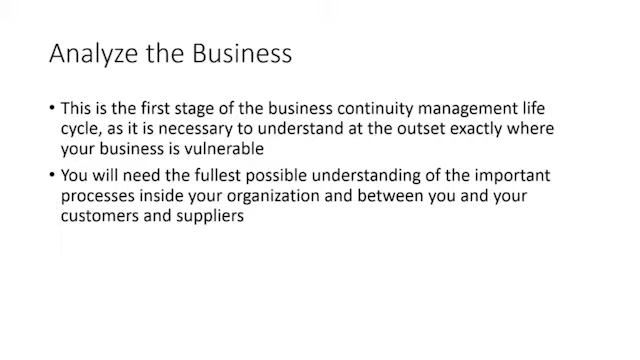 Analyze the Business
• This is the first stage of the business continuity management life
cycle, as it is necessary to understand at the outset exactly where
your business is vulnerable
• You will need the fullest possible understanding of the important
processes inside your organization and between you and your
customers and suppliers